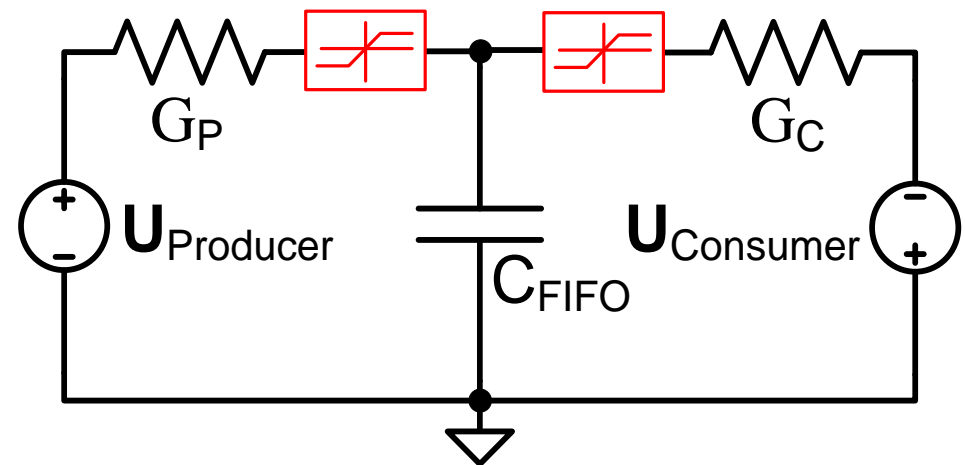 G_P
G_C
+
-
U_Producer
U_Consumer
-
+
C_FIFO